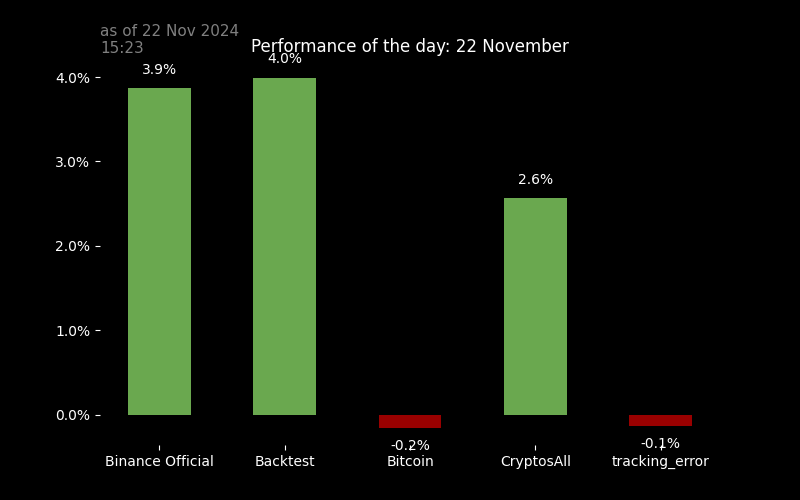 as of 22 Nov 2024
15:23
Performance of the day: 22 November
4.0%
3.0%
2.0%
1.0%
0.0%
3.9%
4.0%
-0.2%
2.6%
-0.1%
Binance Official
Backtest
Bitcoin
CryptosAll
tracking_error